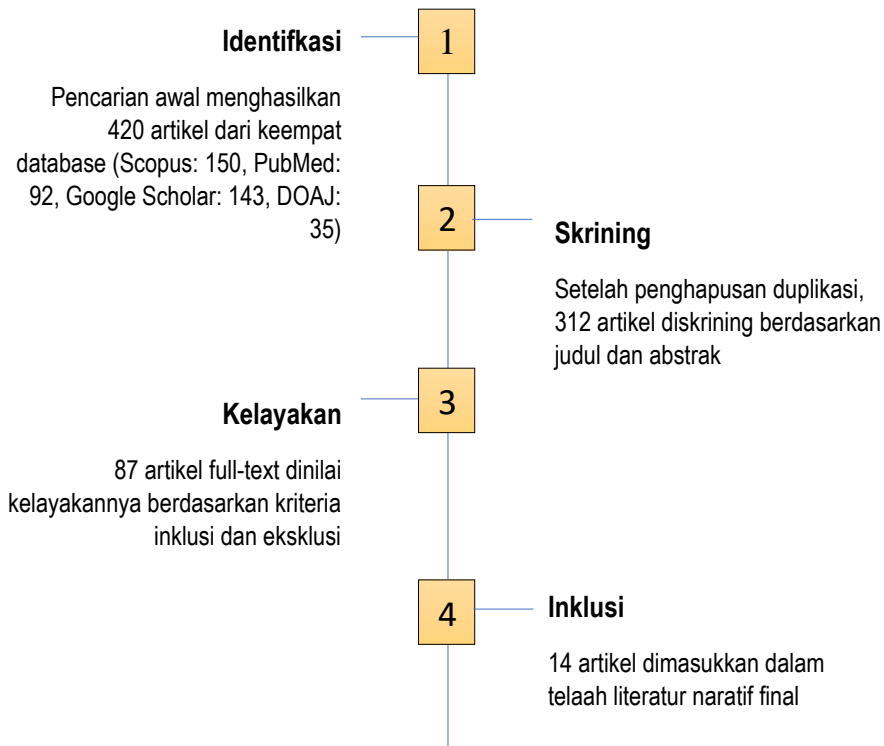 1
Identifkasi
Pencarian awal menghasilkan
420 artikel dari keempat
database (Scopus: 150, PubMed:
92, Google Scholar: 143, DOAJ:
35)
2
Skrining
Setelah penghapusan duplikasi,
312 artikel diskrining berdasarkan
judul dan abstrak
3
Kelayakan
87 artikel full-text dinilai
kelayakannya berdasarkan kriteria
inklusi dan eksklusi
4
Inklusi
14 artikel dimasukkan dalam
telaah literatur naratif final